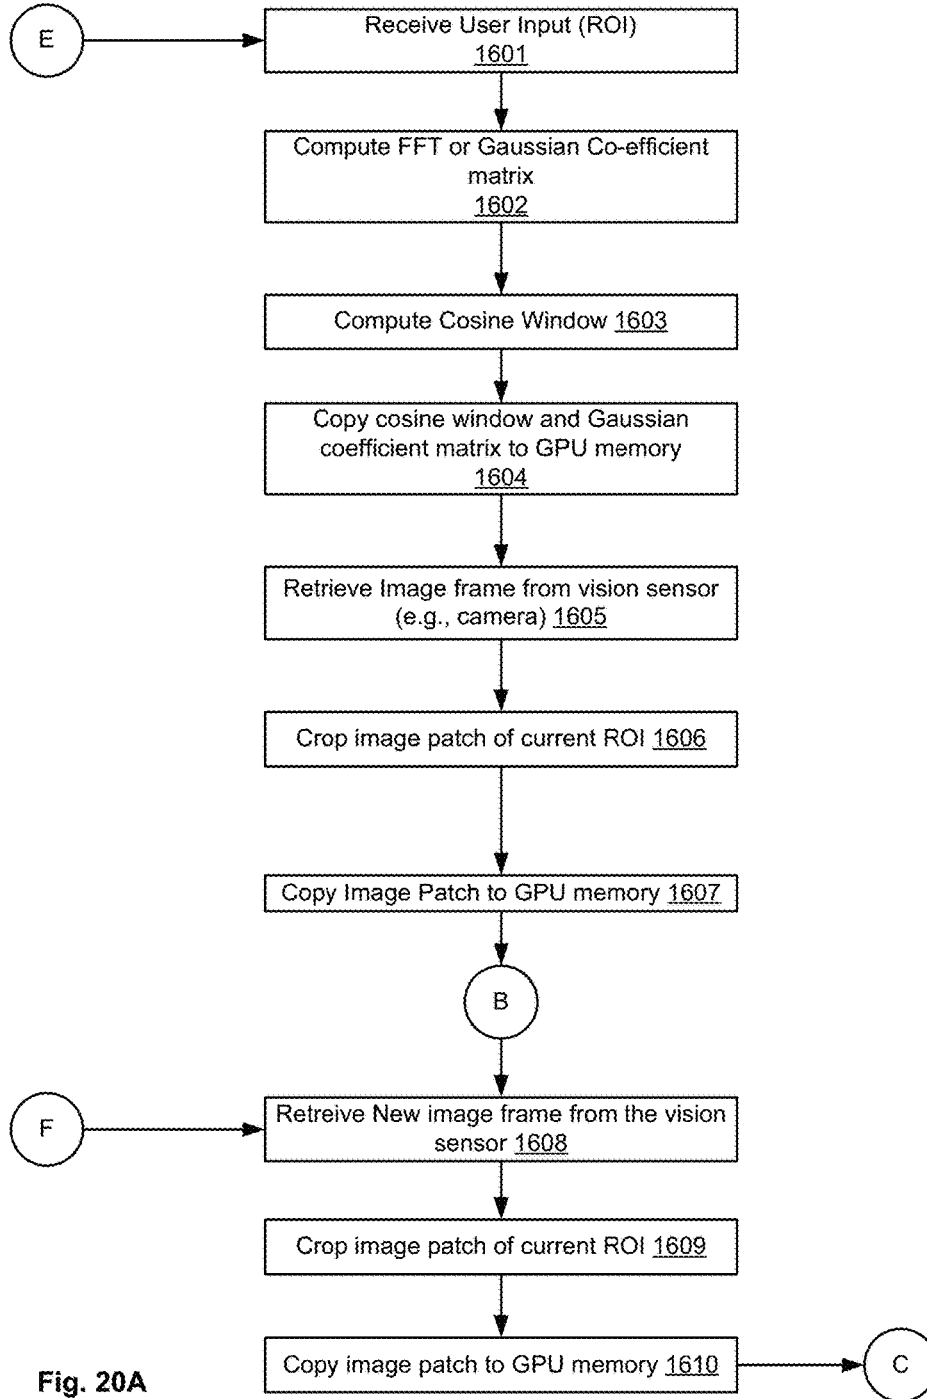 E
Receive User Input (ROI)
1601
Compute FFT or Gaussian Co-efficient
matrix
1602
Compute Cosine Window 1603
Copy cosine window and Gaussian
coefficient matrix to GPU memory
1604
Retrieve Image frame from vision sensor
(e.g., camera) 1605
Crop image patch of current ROI 1606
Copy Image Patch to GPU memory 1607
B
F
Retreive New image frame from the vision
sensor 1608
Crop image patch of current ROI 1609
Copy image patch to GPU memory 1610
C
Fig. 20A